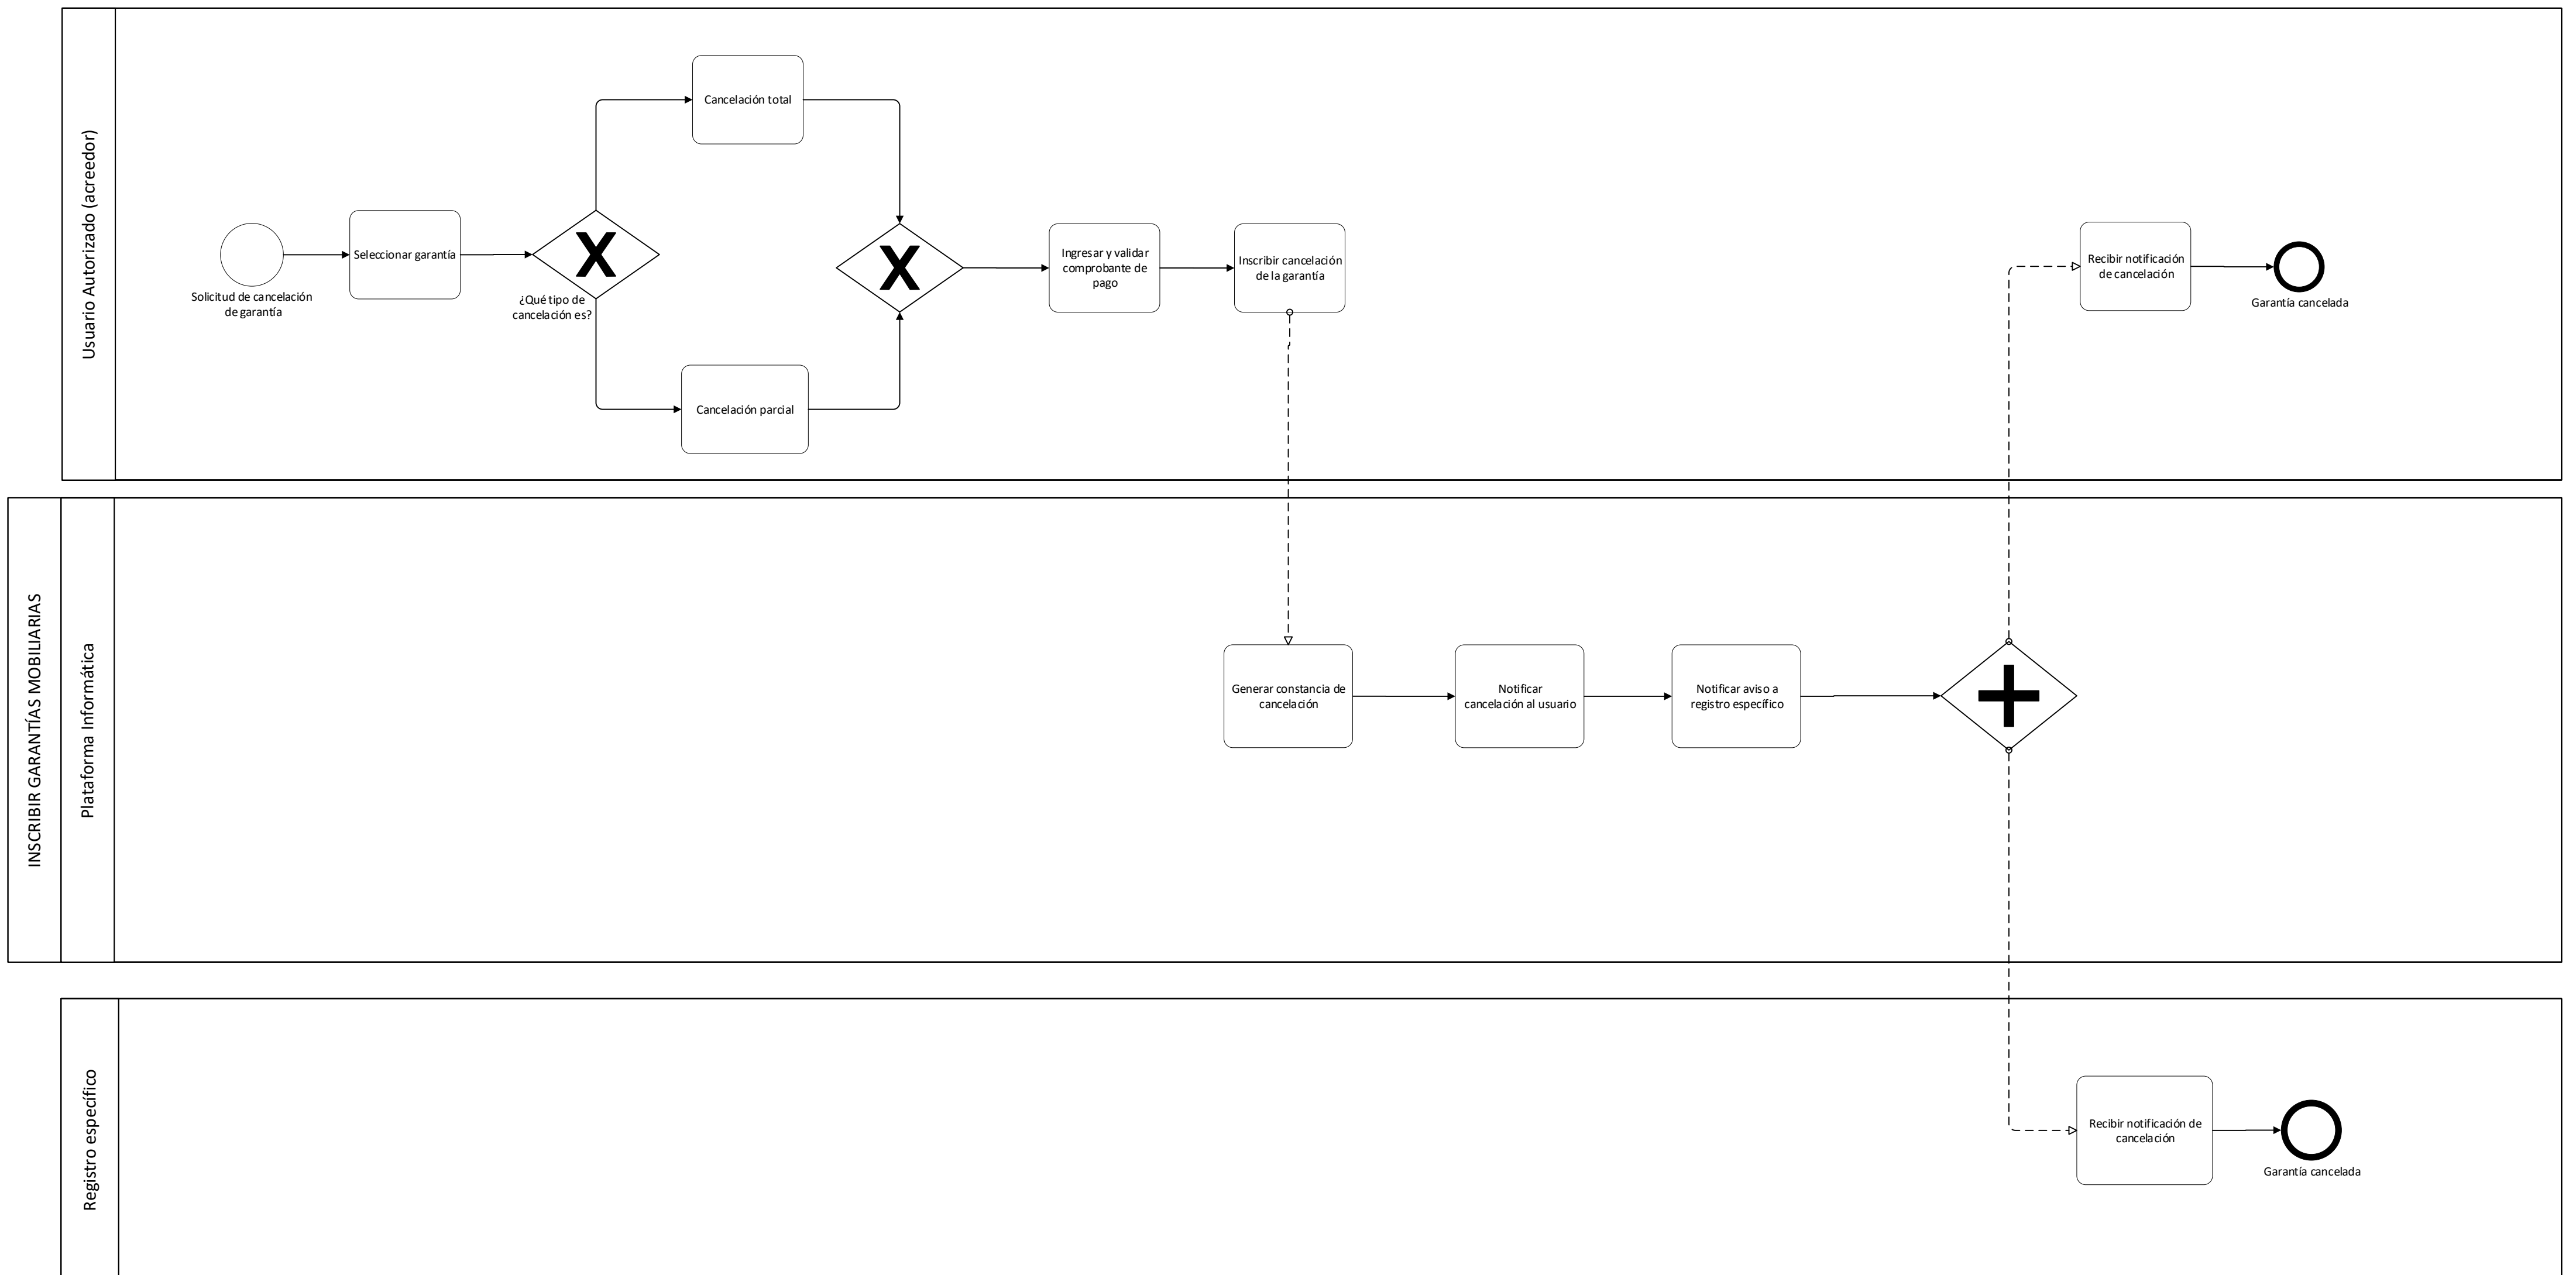 Usuario Autorizado (acreedor)
Solicitud de cancelación
de garantía
Seleccionar garantía
¿Qué tipo de
cancelación es?
X
Cancelación total
Cancelación parcial
X
Ingresar y validar
comprobante de
pago
Inscribir cancelación
de la garantía
Recibir notificación
de cancelación
Garantía cancelada
INSCRIBIR GARANTÍAS MOBILIARIAS
Plataforma Informática
Generar constancia de
cancelación
Notificar
cancelación al usuario
Notificar aviso a
registro específico
Registro específico
Recibir notificación de
cancelación
Garantía cancelada